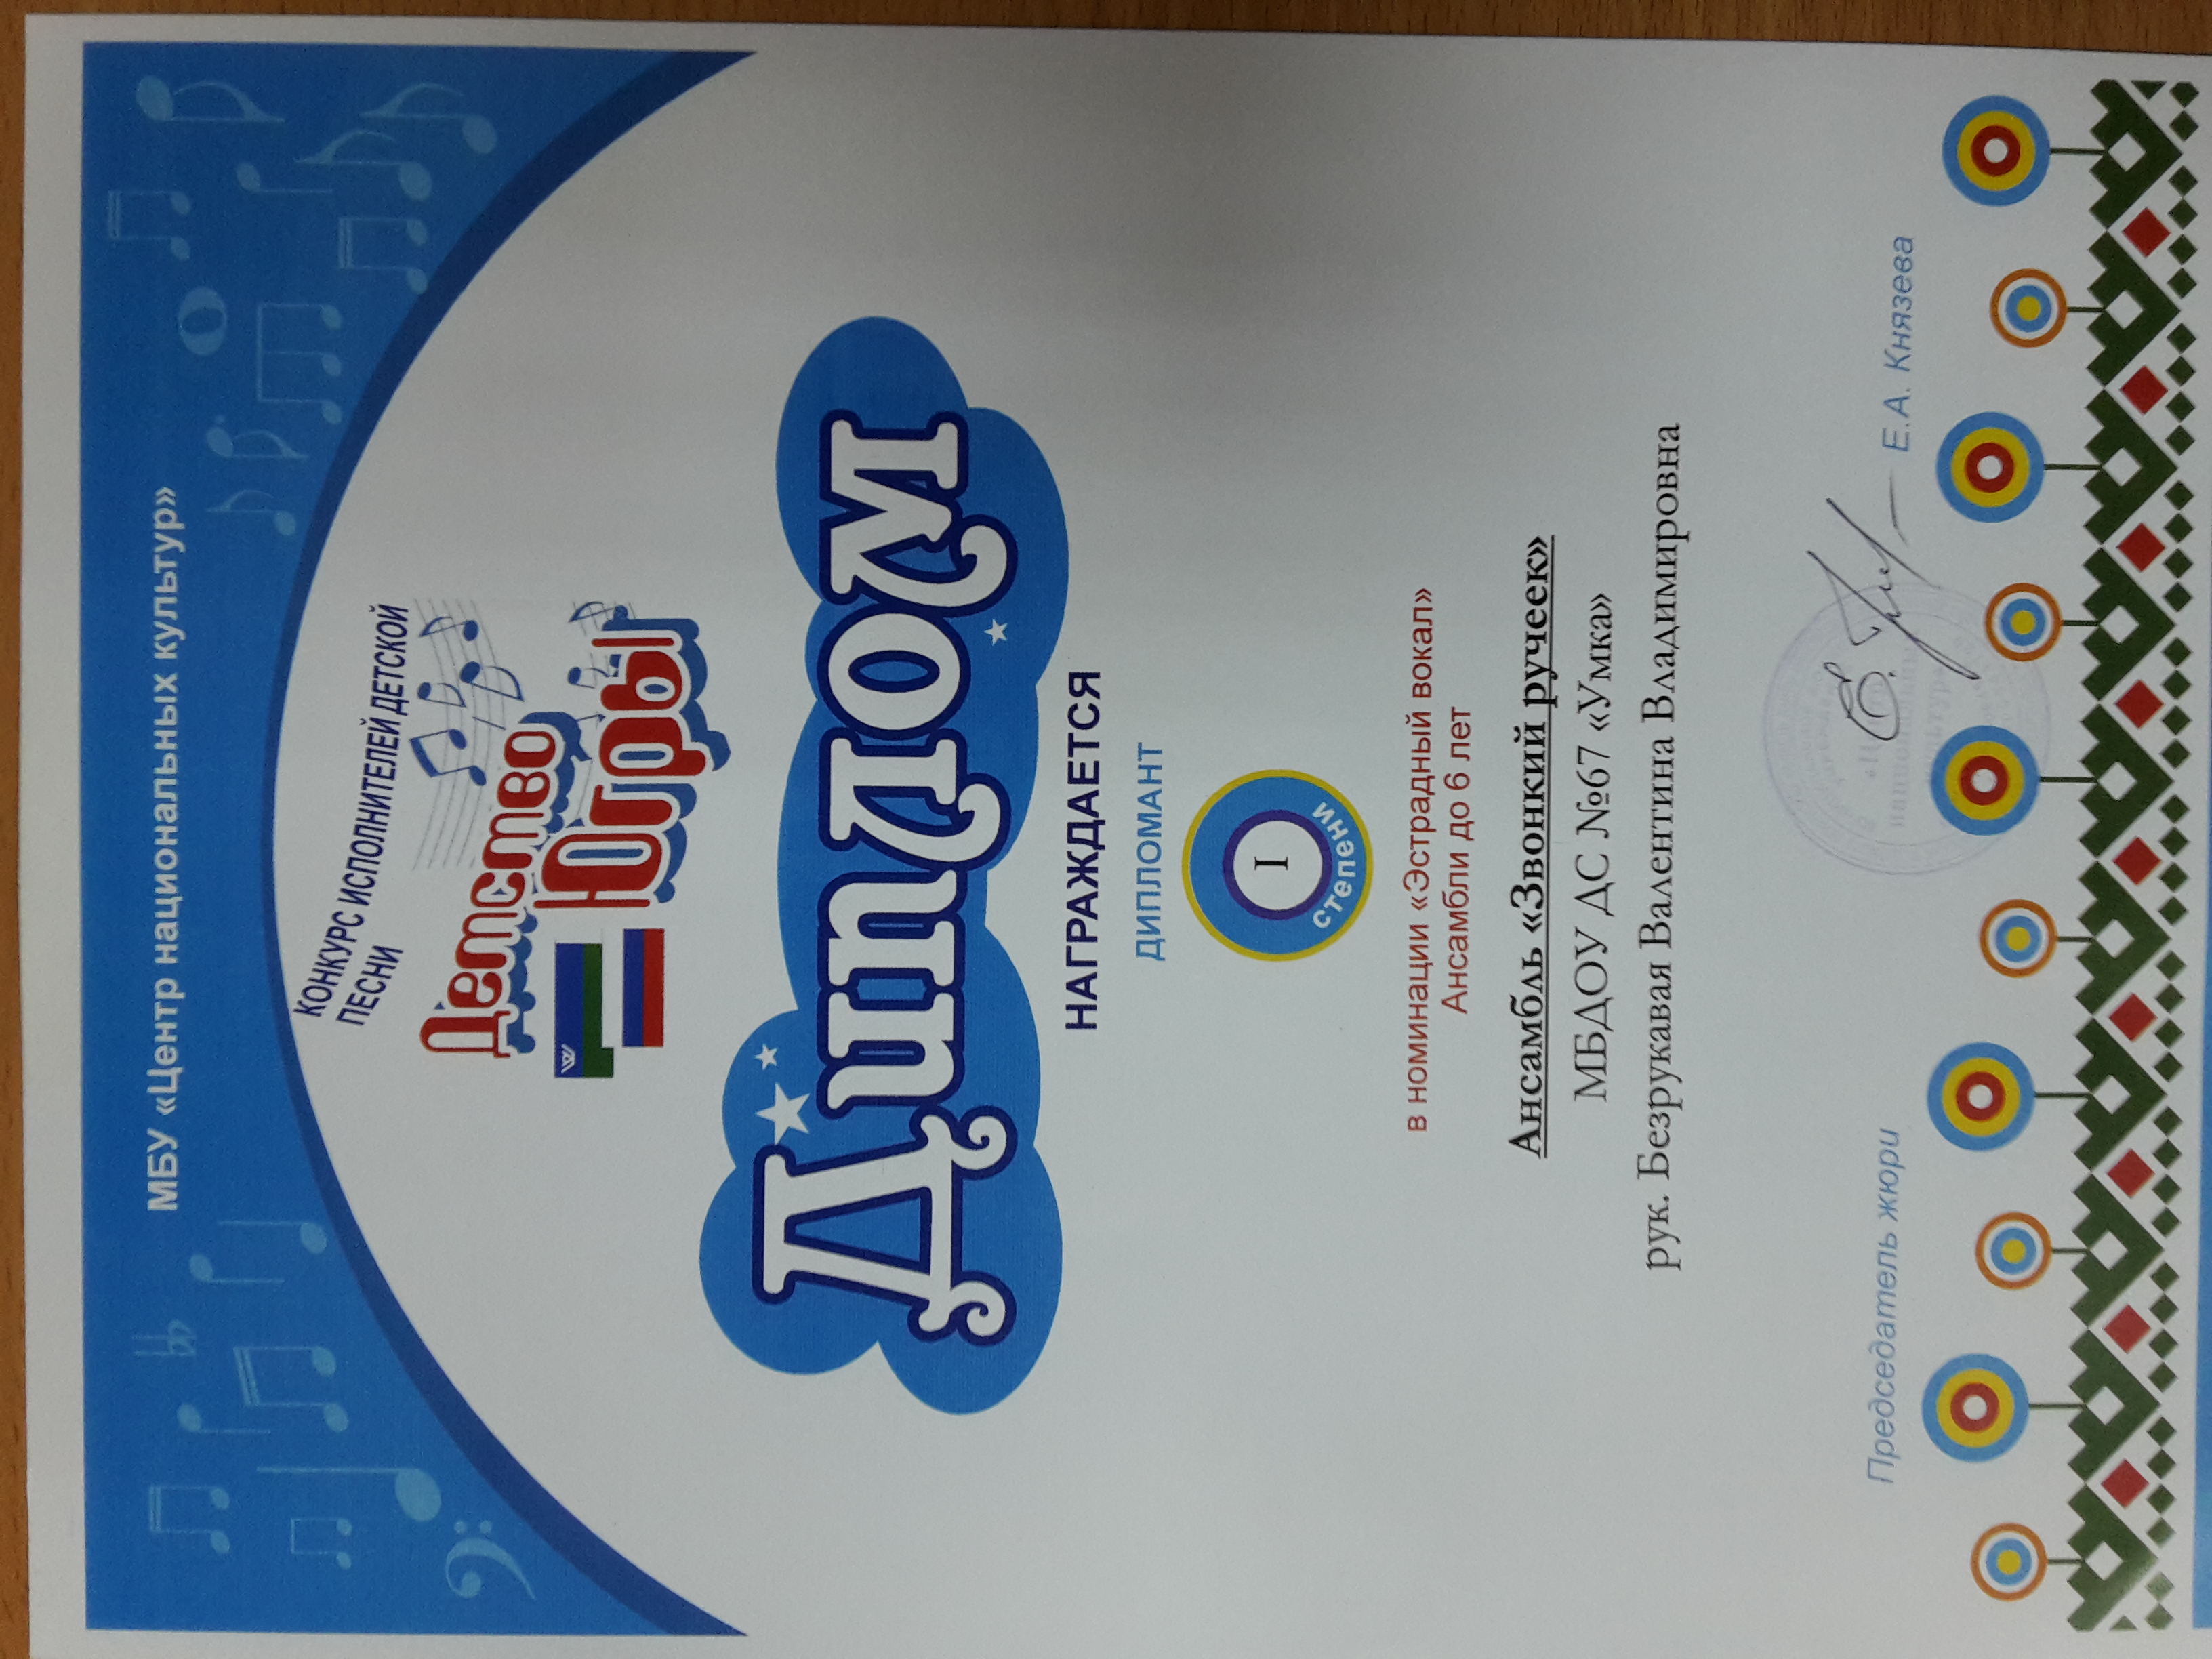 МБУ «Центр национальных культур»
КОНКУРС ИСПОЛНИТЕЛЕЙ ДЕТСКОЙ
ПЕСНИ
Детство
Югры
Диплом
НАГРАЖДАЕТСЯ
ДИПЛОМАНТ
I
степени
в номинации «Эстрадный вокал»
Ансамбли до 6 лет
Ансамбль «Звонкий ручеек»
МБДОУ ДС №67 «Умка»
рук. Безрукавая Валентина Владимировна
Председатель жюри
Е.А. Князева